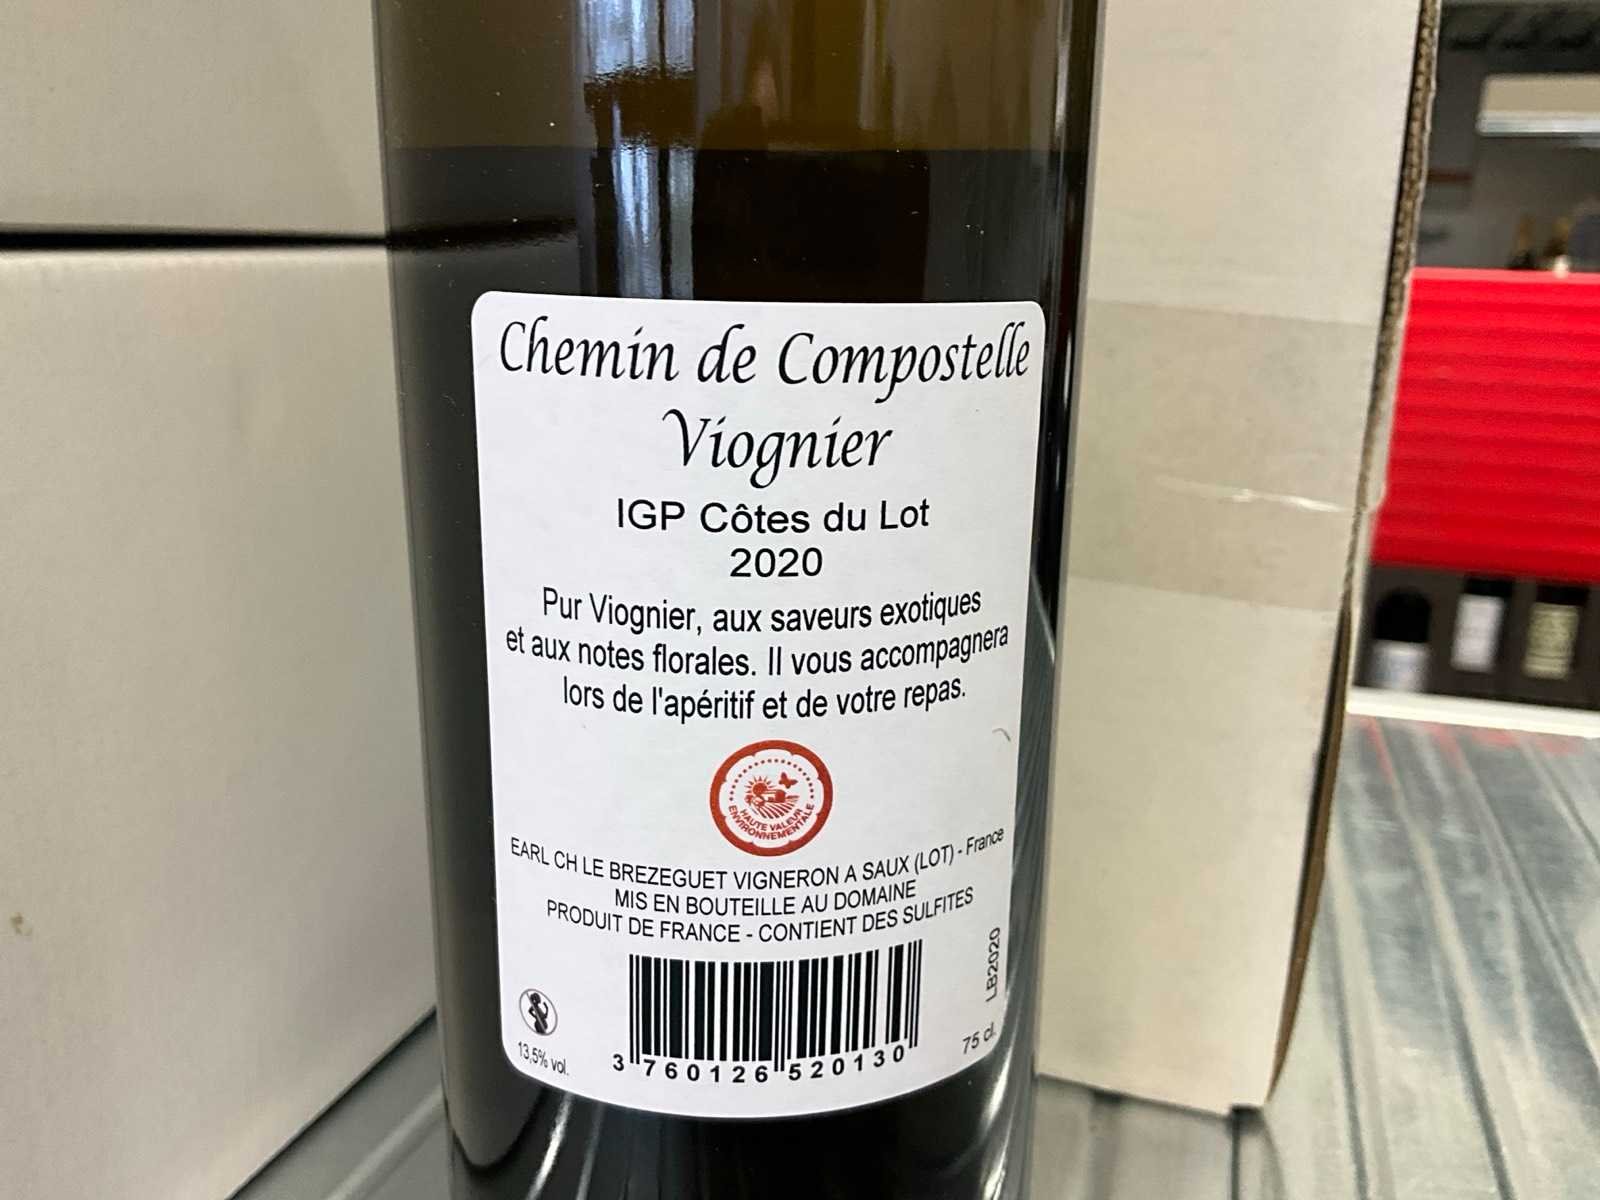 Chemin de Compostelle
Viognier
IGP Côtes du Lot
2020
Pur Viognier, aux saveurs exotiques
et aux notes florales. Il vous accompagnera
lors de l'apéritif et de votre repas.
HAUTE VALEUR
ENVIRONNEMENTALE
EARL CH LE BREZEGUET VIGNERON A SAUX (LOT) - France
MIS EN BOUTEILLE AU DOMAINE
PRODUIT DE FRANCE - CONTIENT DES SULFITES
LB2020
13,5% vol.
3 760126 520130
75 cl.